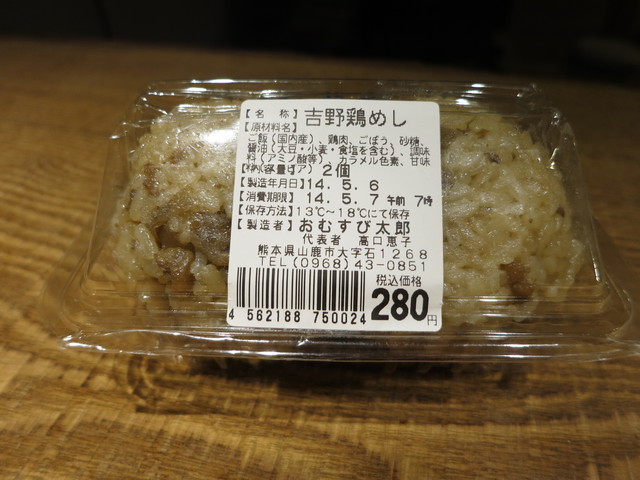 【名 称】吉野鶏めし
【原材料名】
ご飯(国内産)、鶏肉、ごぼう、砂糖、
醤油(大豆・小麦・食塩を含む)、調味
料(アミノ酸等)、カラメル色素、甘味
2個
【製造年月日】14.5.6
【消費期限】14.5.7 午前 7時
【保存方法】13℃~18℃にて保存
【製造者】おむすび太郎
代表者 高口恵子
熊本県山鹿市大字石1268
TEL(0968)43-0851
税込価格
280円
4 562188 750024